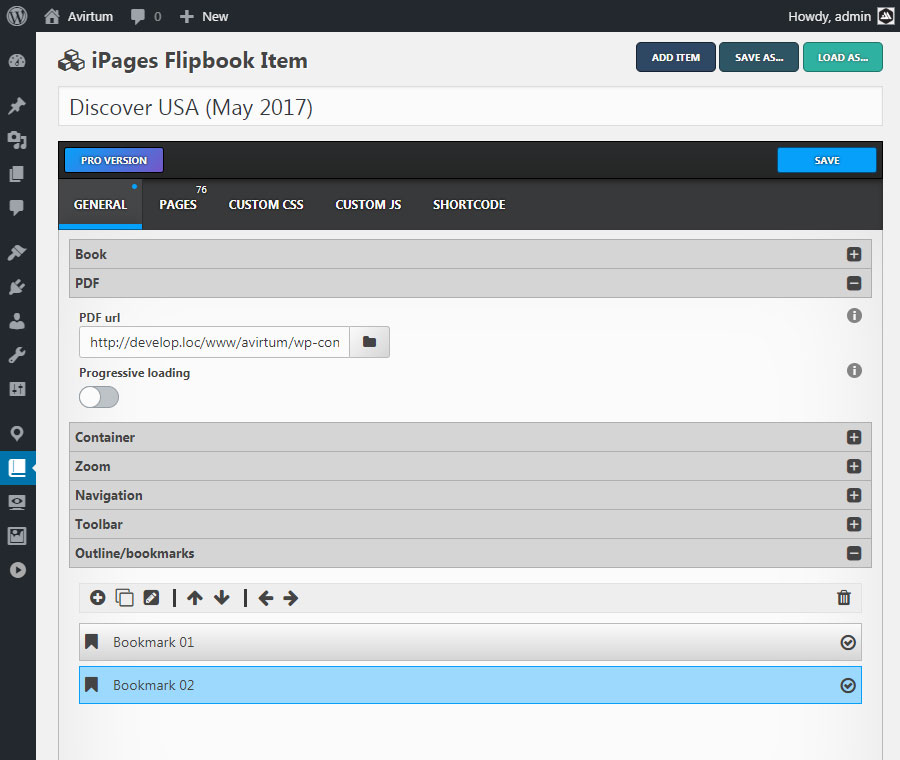 Avirtum 0 New Howdy, admin
iPages Flipbook Item ADD ITEM SAVE AS... LOAD AS...
Discover USA (May 2017)
PRO VERSION SAVE
GENERAL PAGES 76 CUSTOM CSS CUSTOM JS SHORTCODE
Book
PDF
PDF url
http://develop.loc/www/avirtum/wp-con
Progressive loading
Container
Zoom
Navigation
Toolbar
Outline/bookmarks
Bookmark 01
Bookmark 02